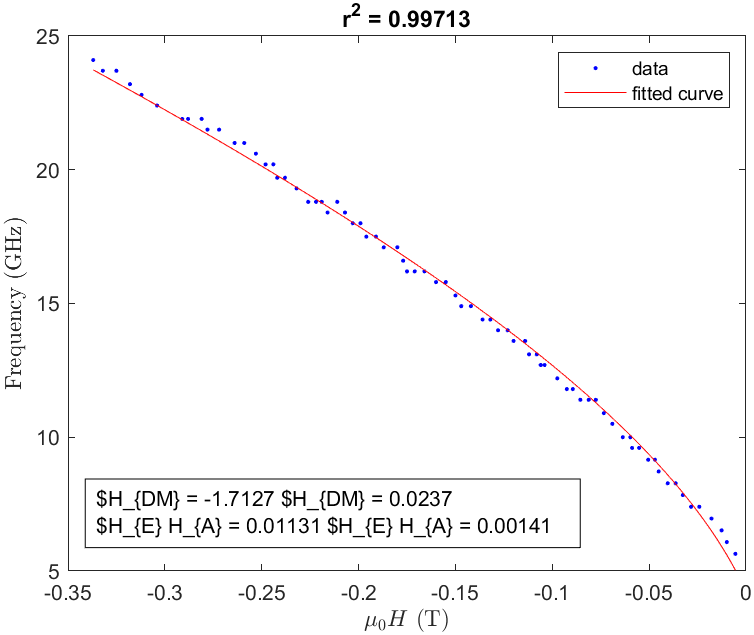 r² = 0.99713
25
20
15
10
5
Frequency (GHz)
data
fitted curve
$H_{DM} = -1.7127 $H_{DM} = 0.0237
$H_{E} H_{A} = 0.01131 $H_{E} H_{A} = 0.00141
-0.35 -0.3 -0.25 -0.2 -0.15 -0.1 -0.05 0
μ₀H (T)